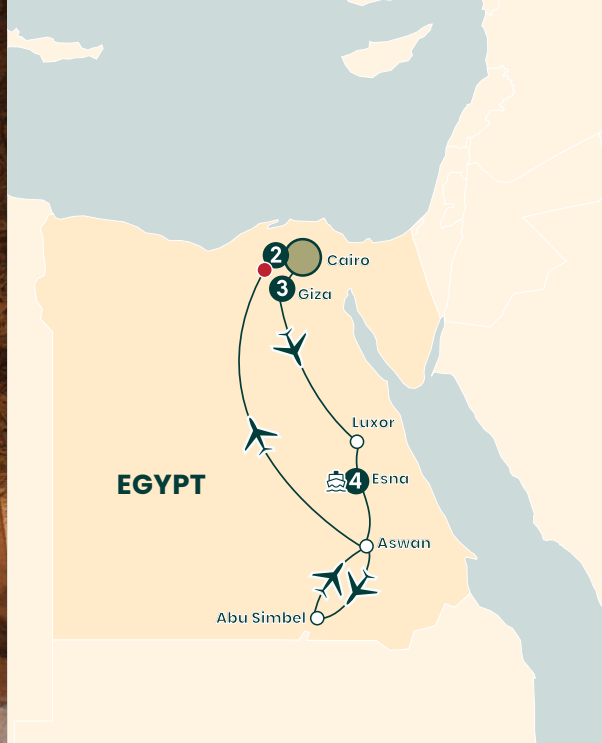 2
Cairo
3
Giza
Luxor
4
Esna
EGYPT
Aswan
Abu Simbel